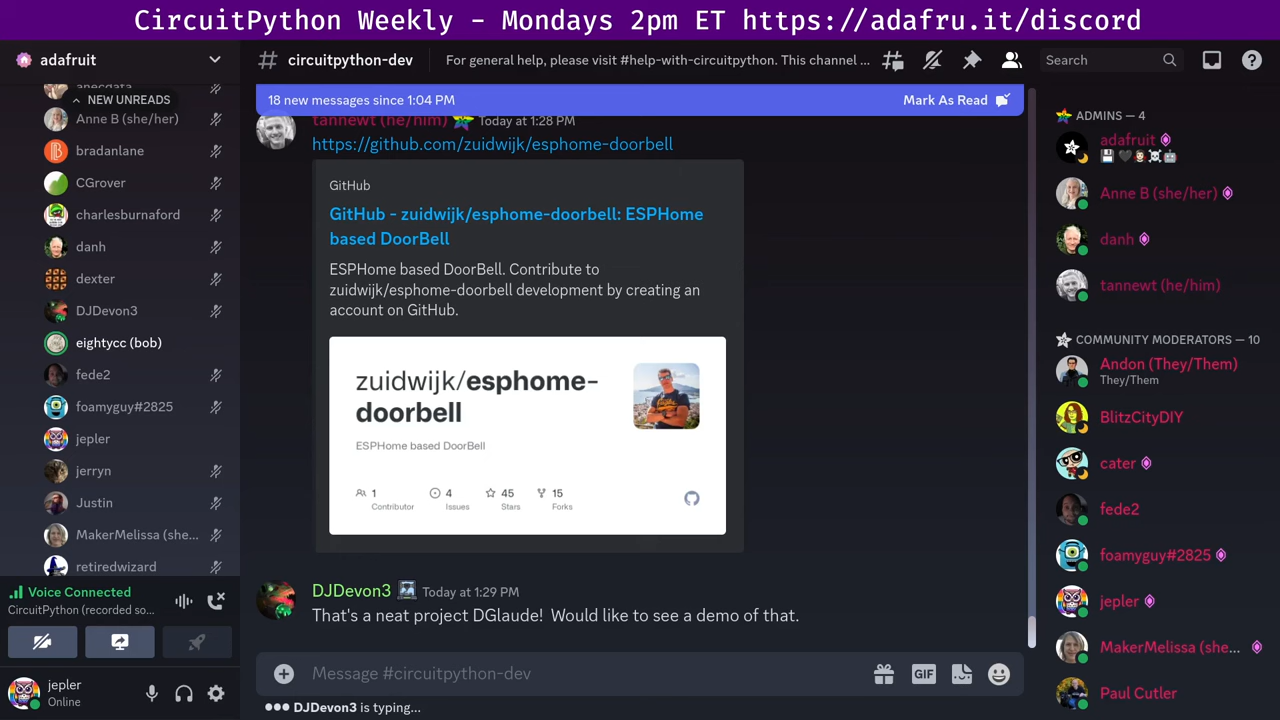 CircuitPython Weekly - Mondays 2pm ET https://adafru.it/discord
adafruit
anecdata
NEW UNREADS
Anne B (she/her)
bradanlane
CGrover
charlesburnaford
danh
dexter
DJDevon3
eightycc (bob)
fede2
foamyguy#2825
jepler
jerryn
Justin
MakerMelissa (she...
retiredwizard
Voice Connected
CircuitPython (recorded so...
jepler
Online
# circuitpython-dev
For general help, please visit #help-with-circuitpython. This channel ...
Search
18 new messages since 1:04 PM
Mark As Read
tannewt (he/him) Today at 1:28 PM
https://github.com/zuidwijk/esphome-doorbell
GitHub
GitHub - zuidwijk/esphome-doorbell: ESPHome
based DoorBell
ESPHome based DoorBell. Contribute to
zuidwijk/esphome-doorbell development by creating an
account on GitHub.
zuidwijk/esphome-
doorbell
ESPHome based DoorBell
1
Contributor
4
Issues
45
Stars
15
Forks
DJDevon3 Today at 1:29 PM
That's a neat project DGlaude! Would like to see a demo of that.
Message #circuitpython-dev
GIF
DJDevon3 is typing...
ADMINS — 4
adafruit
Anne B (she/her)
danh
tannewt (he/him)
COMMUNITY MODERATORS — 10
Andon (They/Them)
They/Them
BlitzCityDIY
cater
fede2
foamyguy#2825
jepler
MakerMelissa (she...
Paul Cutler